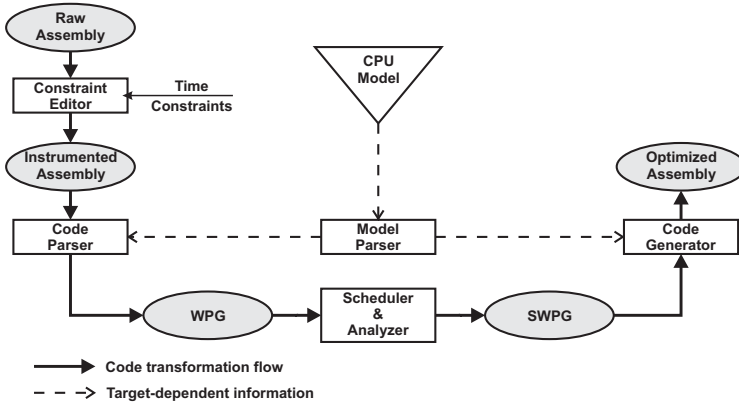 Raw
Assembly
Constraint
Editor
Time
Constraints
CPU
Model
Instrumented
Assembly
Optimized
Assembly
Code
Parser
Model
Parser
Code
Generator
WPG
Scheduler
&
Analyzer
SWPG
Code transformation flow
Target-dependent information